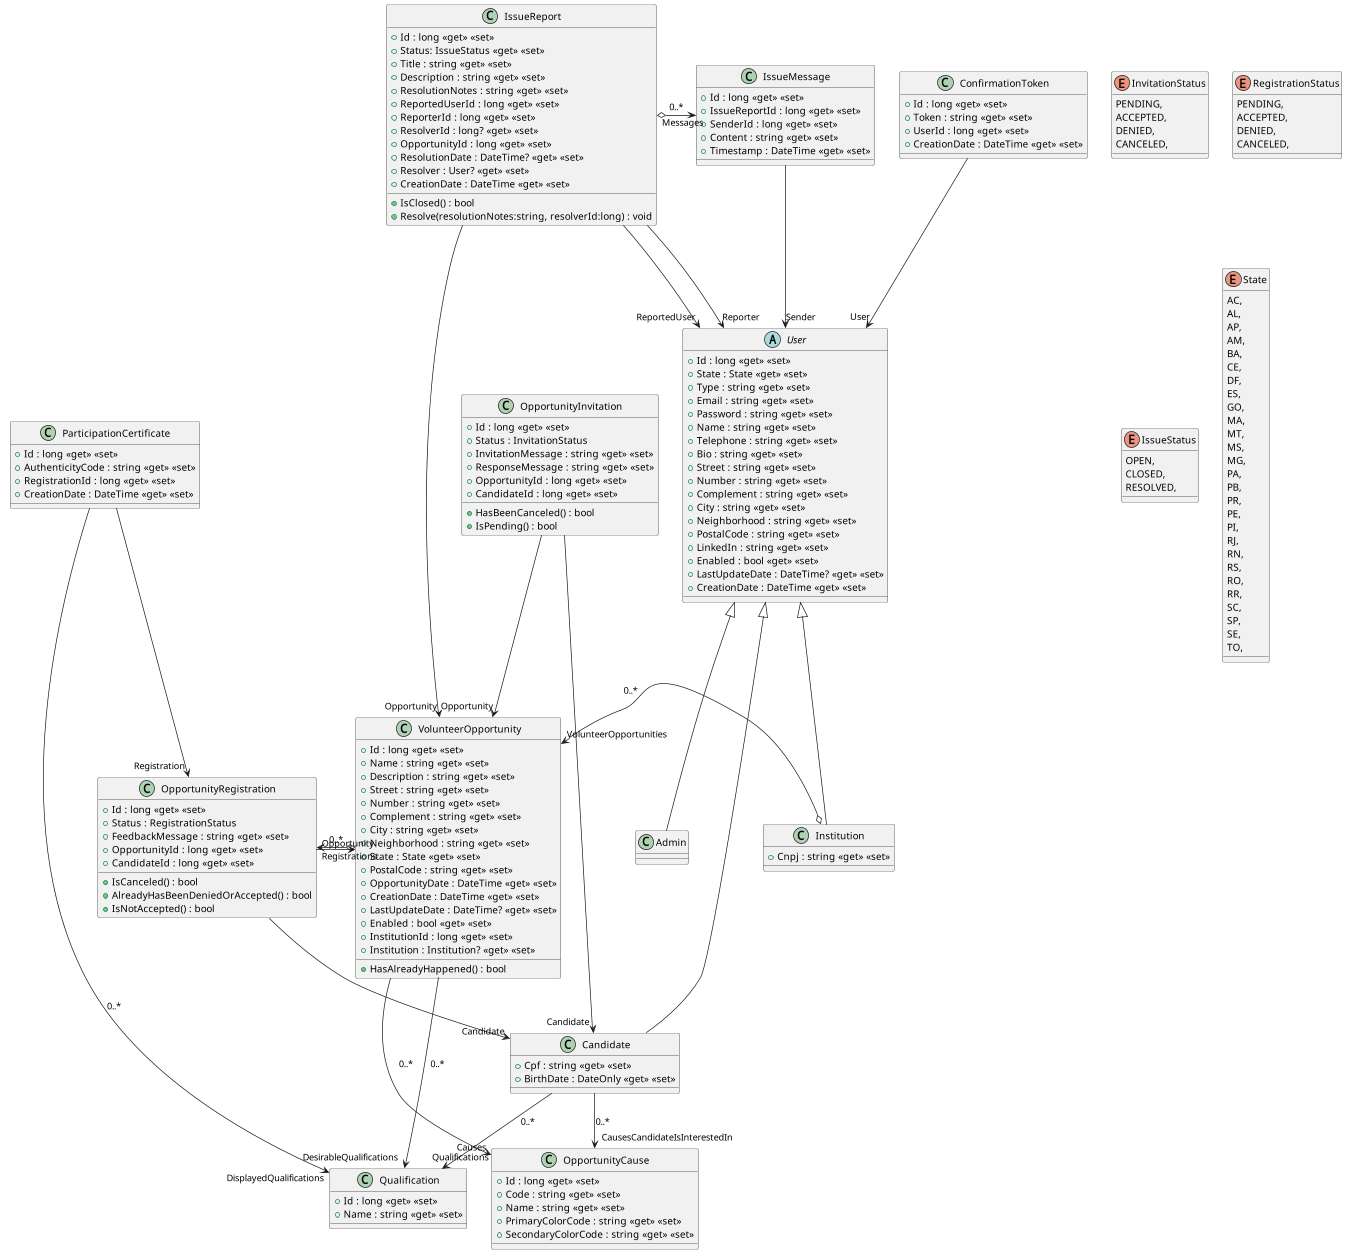 IssueReport
Id : long «get» «set»
Status: IssueStatus «get» «set»
Title : string «get» «set»
Description : string «get» «set»
ResolutionNotes : string «get» «set»
ReportedUserId : long «get» «set»
ReporterId : long «get» «set»
ResolverId : long? «get» «set»
OpportunityId : long «get» «set»
ResolutionDate : DateTime? «get» «set»
Resolver : User? «get» «set»
CreationDate : DateTime «get» «set»
IsClosed() : bool
Resolve(resolutionNotes:string, resolverId:long) : void
0..*
Messages
IssueMessage
Id : long «get» «set»
IssueReportId : long «get» «set»
SenderId : long «get» «set»
Content : string «get» «set»
Timestamp : DateTime «get» «set»
ConfirmationToken
Id : long «get» «set»
Token : string «get» «set»
UserId : long «get» «set»
CreationDate : DateTime «get» «set»
InvitationStatus
PENDING,
ACCEPTED,
DENIED,
CANCELED,
RegistrationStatus
PENDING,
ACCEPTED,
DENIED,
CANCELED,
ReportedUser
Reporter
Sender
User
User
Id : long «get» «set»
State : State «get» «set»
Type : string «get» «set»
Email : string «get» «set»
Password : string «get» «set»
Name : string «get» «set»
Telephone : string «get» «set»
Bio : string «get» «set»
Street : string «get» «set»
Number : string «get» «set»
Complement : string «get» «set»
City : string «get» «set»
Neighborhood : string «get» «set»
PostalCode : string «get» «set»
LinkedIn : string «get» «set»
Enabled : bool «get» «set»
LastUpdateDate : DateTime? «get» «set»
CreationDate : DateTime «get» «set»
IssueStatus
OPEN,
CLOSED,
RESOLVED,
State
AC,
AL,
AP,
AM,
BA,
CE,
DF,
ES,
GO,
MA,
MT,
MS,
MG,
PA,
PB,
PR,
PE,
PI,
RJ,
RN,
RS,
RO,
RR,
SC,
SP,
SE,
TO,
ParticipationCertificate
Id : long «get» «set»
AuthenticityCode : string «get» «set»
RegistrationId : long «get» «set»
CreationDate : DateTime «get» «set»
OpportunityInvitation
Id : long «get» «set»
Status : InvitationStatus
InvitationMessage : string «get» «set»
ResponseMessage : string «get» «set»
OpportunityId : long «get» «set»
CandidateId : long «get» «set»
HasBeenCanceled() : bool
IsPending() : bool
0..*
Opportunity
Opportunity
VolunteerOpportunities
VolunteerOpportunity
Id : long «get» «set»
Name : string «get» «set»
Description : string «get» «set»
Street : string «get» «set»
Number : string «get» «set»
Complement : string «get» «set»
City : string «get» «set»
Neighborhood : string «get» «set»
State : State «get» «set»
PostalCode : string «get» «set»
OpportunityDate : DateTime «get» «set»
CreationDate : DateTime «get» «set»
LastUpdateDate : DateTime? «get» «set»
Enabled : bool «get» «set»
InstitutionId : long «get» «set»
Institution : Institution? «get» «set»
HasAlreadyHappened() : bool
Registration
OpportunityRegistration
Id : long «get» «set»
Status : RegistrationStatus
FeedbackMessage : string «get» «set»
OpportunityId : long «get» «set»
CandidateId : long «get» «set»
IsCanceled() : bool
AlreadyHasBeenDeniedOrAccepted() : bool
IsNotAccepted() : bool
0..*
Opportunity
Registrations
Admin
Institution
Cnpj : string «get» «set»
0..*
Candidate
Candidate
Candidate
Cpf : string «get» «set»
BirthDate : DateOnly «get» «set»
0..*
0..*
0..*
0..*
CausesCandidateIsInterestedIn
Causes
Qualifications
DesirableQualifications
DisplayedQualifications
Qualification
Id : long «get» «set»
Name : string «get» «set»
OpportunityCause
Id : long «get» «set»
Code : string «get» «set»
Name : string «get» «set»
PrimaryColorCode : string «get» «set»
SecondaryColorCode : string «get» «set»